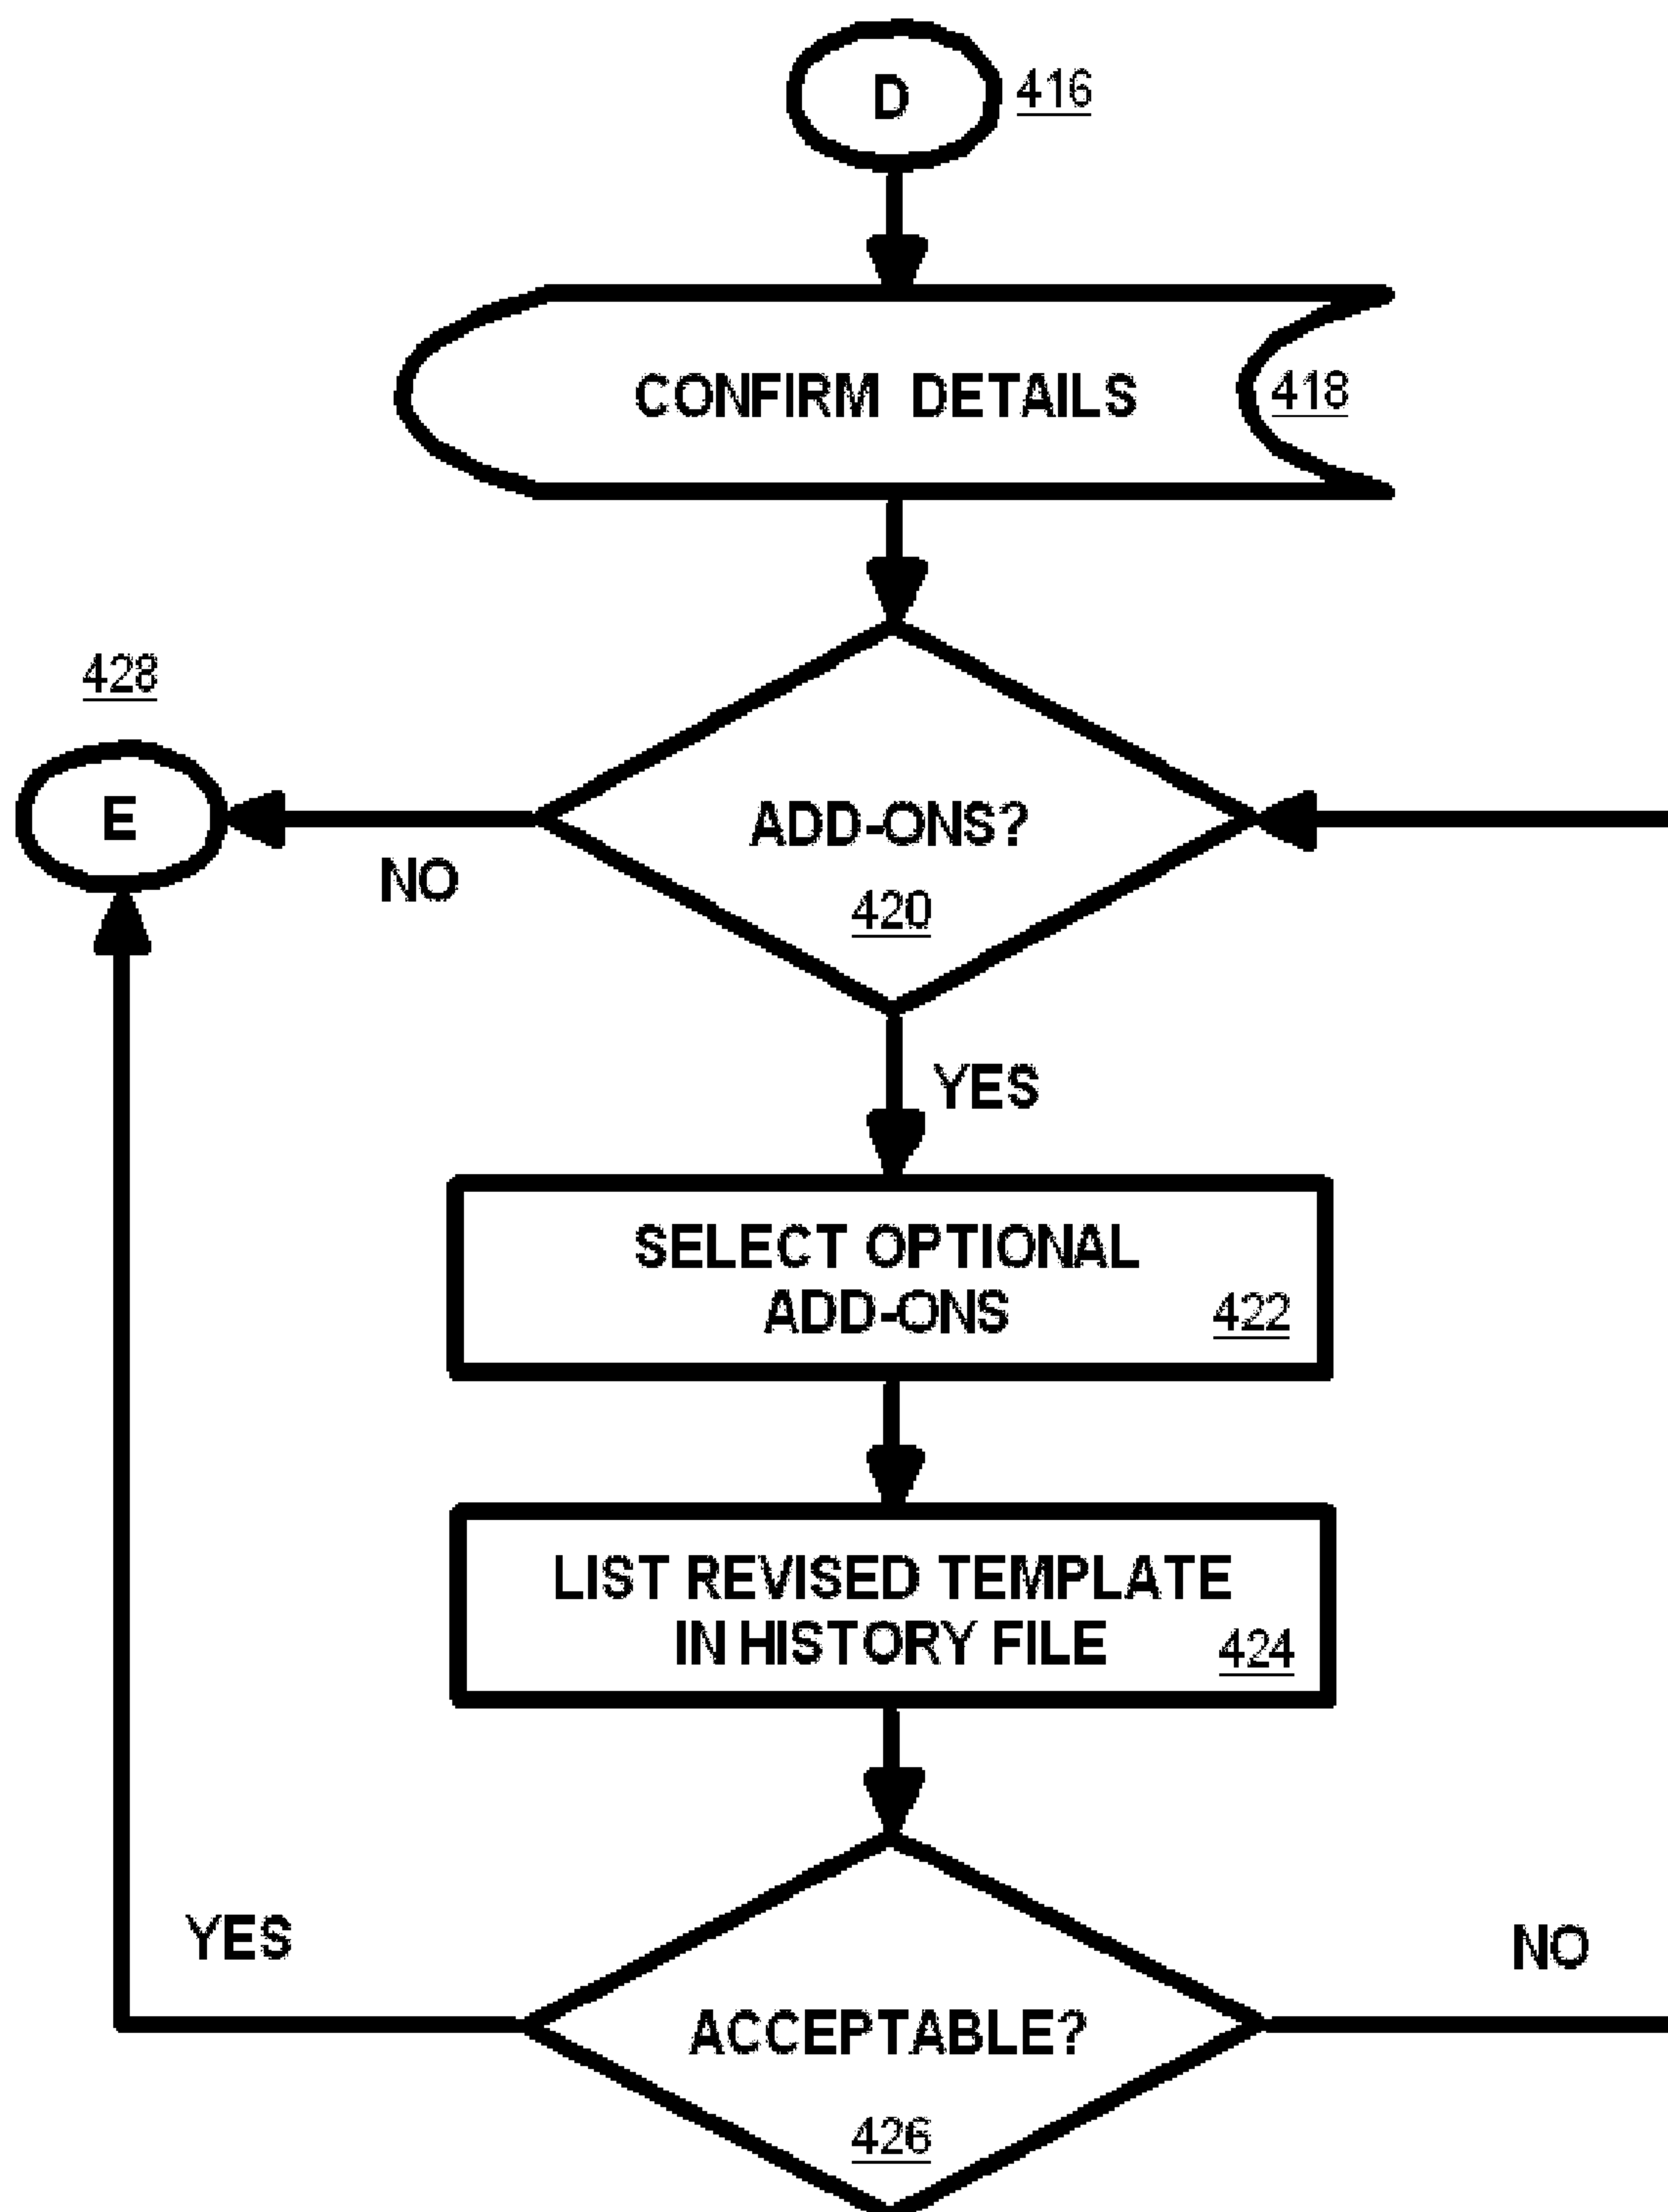 D
416
CONFIRM DETAILS
418
428
E
NO
ADD-ONS?
420
YES
SELECT OPTIONAL
ADD-ONS
422
LIST REVISED TEMPLATE
IN HISTORY FILE
424
YES
NO
ACCEPTABLE?
426